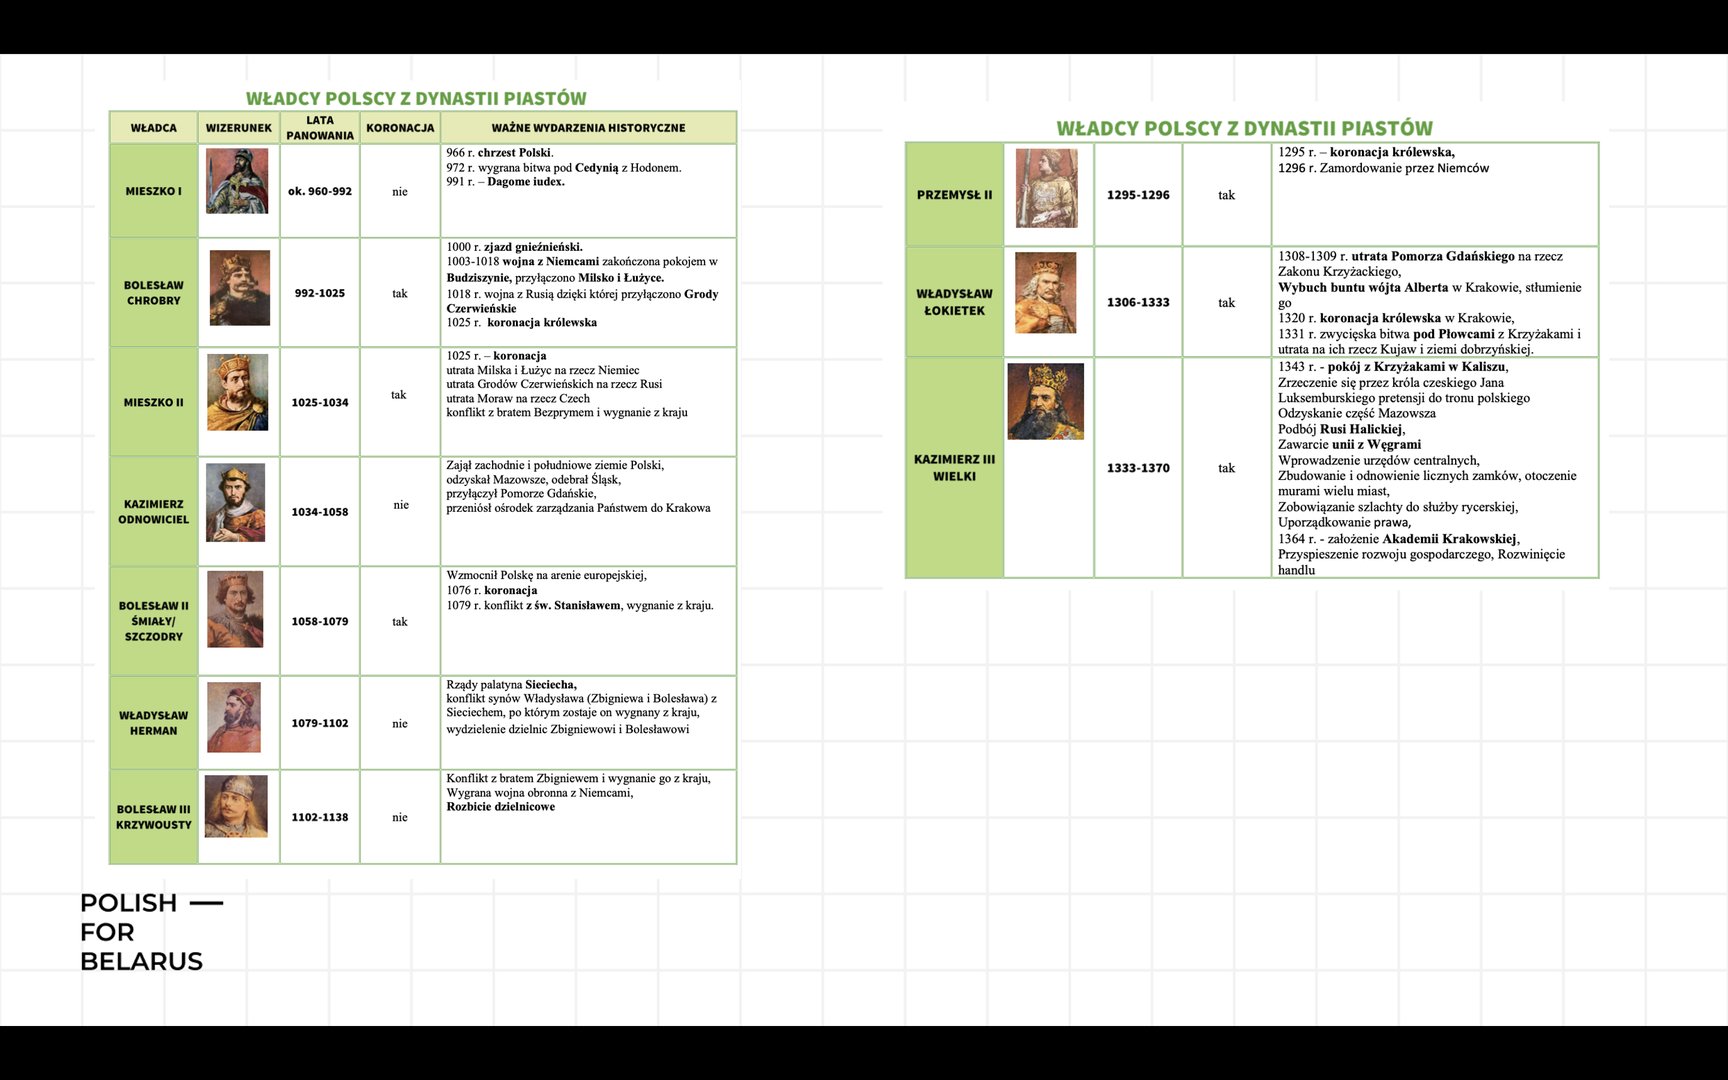 WŁADCY POLSCY Z DYNASTII PIASTÓW
WŁADCA
WIZERUNEK
LATA
PANOWANIA
KORONACJA
WAŻNE WYDARZENIA HISTORYCZNE
MIESZKO I
ok. 960-992
nie
966 r. chrzest Polski.
972 r. wygrana bitwa pod Cedynią z Hodonem.
991 r. – Dagome iudex.
BOLESŁAW
CHROBRY
992-1025
tak
1000 r. zjazd gnieźnieński.
1003-1018 wojna z Niemcami zakończona pokojem w
Budziszynie, przyłączono Milsko i Łużyce.
1018 r. wojna z Rusią dzięki której przyłączono Grody
Czerwieńskie
1025 r. koronacja królewska
MIESZKO II
1025-1034
tak
1025 r. – koronacja
utrata Milska i Łużyc na rzecz Niemiec
utrata Grodów Czerwieńskich na rzecz Rusi
utrata Moraw na rzecz Czech
konflikt z bratem Bezprymem i wygnanie z kraju
KAZIMIERZ
ODNOWICIEL
1034-1058
nie
Zajął zachodnie i południowe ziemie Polski,
odzyskał Mazowsze, odebrał Śląsk,
przyłączył Pomorze Gdańskie,
przeniósł ośrodek zarządzania Państwem do Krakowa
BOLESŁAW II
ŚMIAŁY/
SZCZODRY
1058-1079
tak
Wzmocnił Polskę na arenie europejskiej,
1076 r. koronacja
1079 r. konflikt z św. Stanisławem, wygnanie z kraju.
WŁADYSŁAW
HERMAN
1079-1102
nie
Rządy palatyna Sieciecha,
konflikt synów Władysława (Zbigniewa i Bolesława) z
Sieciechem, po którym zostaje on wygnany z kraju,
wydzielenie dzielnic Zbigniewowi i Bolesławowi
BOLESŁAW III
KRZYWOUSTY
1102-1138
nie
Konflikt z bratem Zbigniewem i wygnanie go z kraju,
Wygrana wojna obronna z Niemcami,
Rozbicie dzielnicowe
WŁADCY POLSCY Z DYNASTII PIASTÓW
PRZEMYSŁ II
1295-1296
tak
1295 r. – koronacja królewska,
1296 r. Zamordowanie przez Niemców
WŁADYSŁAW
ŁOKIETEK
1306-1333
tak
1308-1309 r. utrata Pomorza Gdańskiego na rzecz
Zakonu Krzyżackiego,
Wybuch buntu wójta Alberta w Krakowie, stłumienie
go
1320 r. koronacja królewska w Krakowie,
1331 r. zwycięska bitwa pod Płowcami z Krzyżakami i
utrata na ich rzecz Kujaw i ziemi dobrzyńskiej.
KAZIMIERZ III
WIELKI
1333-1370
tak
1343 r. - pokój z Krzyżakami w Kaliszu,
Zrzeczenie się przez króla czeskiego Jana
Luksemburskiego pretensji do tronu polskiego
Odzyskanie część Mazowsza
Podbój Rusi Halickiej,
Zawarcie unii z Węgrami
Wprowadzenie urzędów centralnych,
Zbudowanie i odnowienie licznych zamków, otoczenie
murami wielu miast,
Zobowiązanie szlachty do służby rycerskiej,
Uporządkowanie prawa,
1364 r. - założenie Akademii Krakowskiej,
Przyspieszenie rozwoju gospodarczego, Rozwinięcie
handlu
POLISH —
FOR
BELARUS